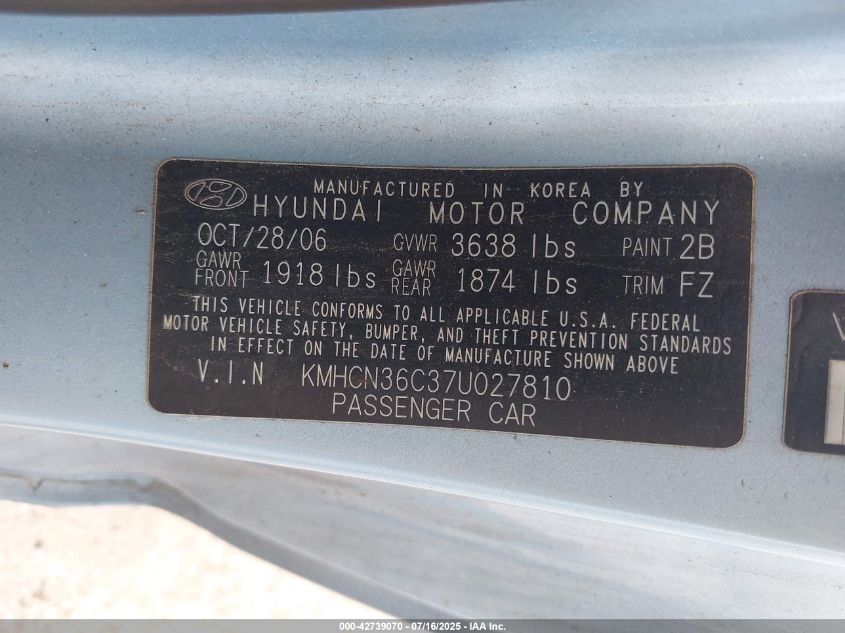 MANUFACTURED IN KOREA BY
HYUNDAI MOTOR COMPANY
OCT/28/06 GVWR 3638 lbs PAINT 2B
GAWR FRONT 1918 lbs GAWR REAR 1874 lbs TRIM FZ
THIS VEHICLE CONFORMS TO ALL APPLICABLE U.S.A. FEDERAL
MOTOR VEHICLE SAFETY, BUMPER, AND THEFT PREVENTION STANDARDS
IN EFFECT ON THE DATE OF MANUFACTURE SHOWN ABOVE
V.I.N KMHCN36C37U027810
PASSENGER CAR
000-42739070 - 07/16/2025 - IAA Inc.